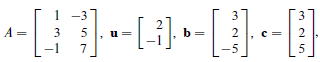 A = [ 1 −3 ; 3 5 ; −1 7 ], u = [ 2 ; −1 ], b = [ 3 ; 2 ; −5 ], c = [ 3 ; 2 ; 5 ]